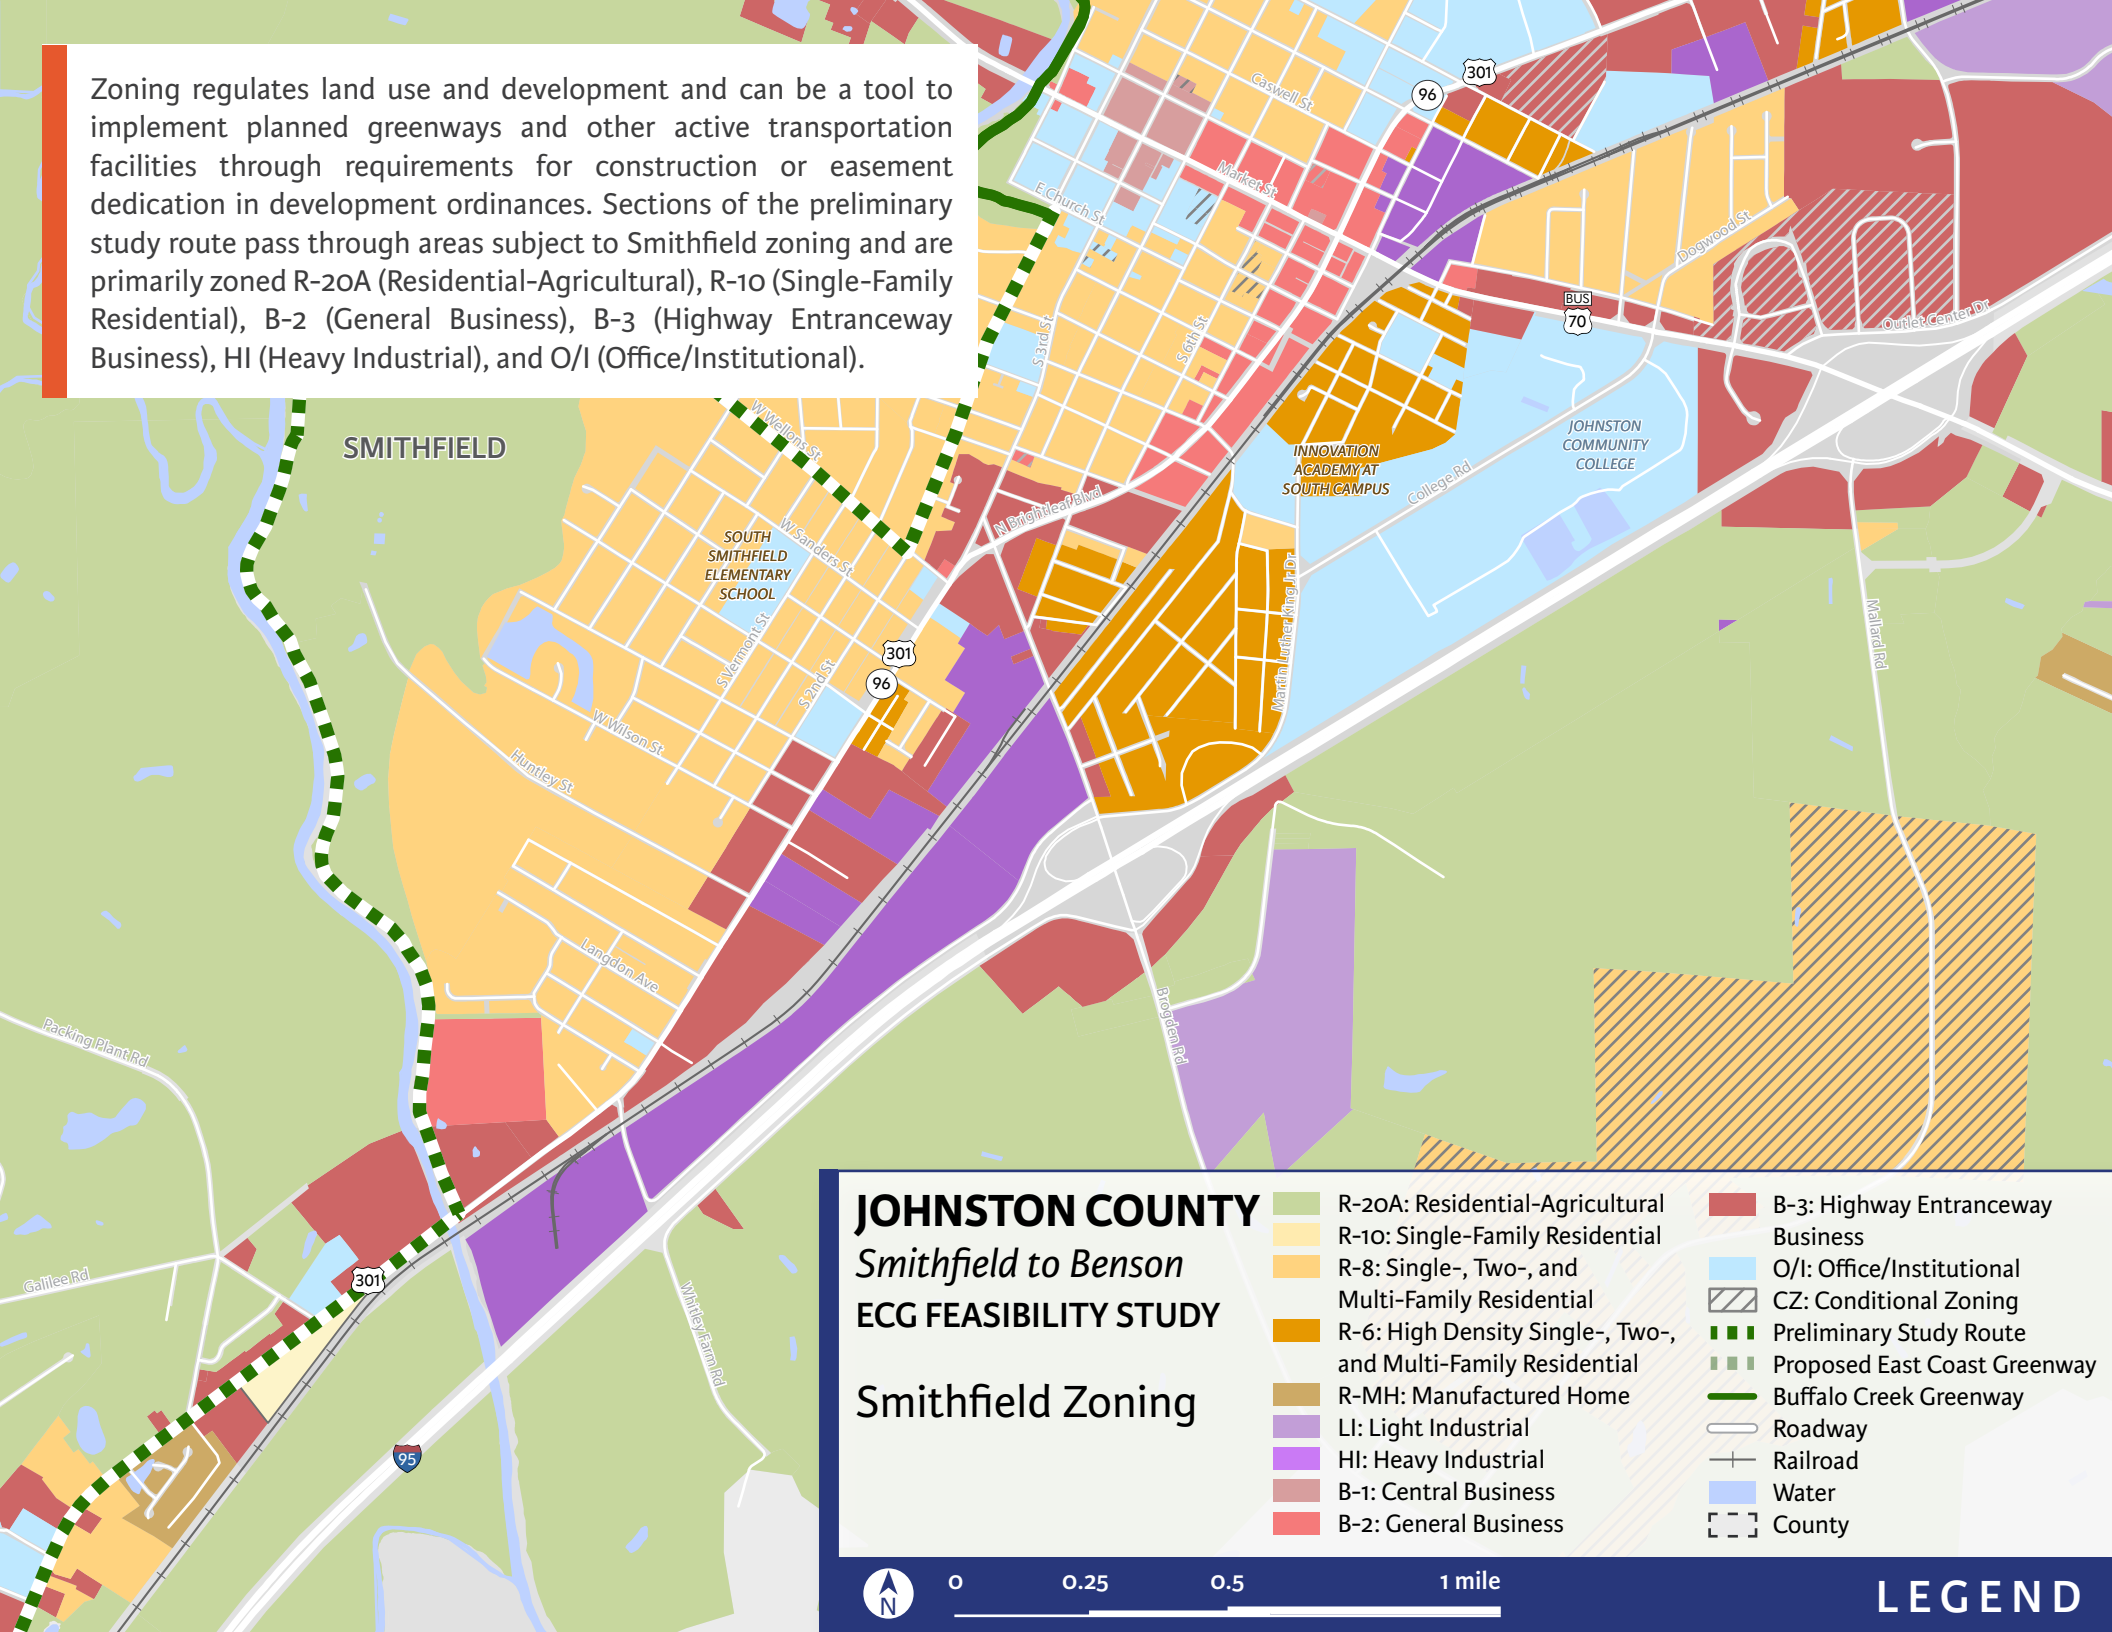 Zoning regulates land use and development and can be a tool to
implement planned greenways and other active transportation
facilities through requirements for construction or easement
dedication in development ordinances. Sections of the preliminary
study route pass through areas subject to Smithfield zoning and are
primarily zoned R-20A (Residential-Agricultural), R-10 (Single-Family
Residential), B-2 (General Business), B-3 (Highway Entranceway
Business), HI (Heavy Industrial), and O/I (Office/Institutional).
301
96
Caswell St
Market St
E Church St
Dogwood St
BUS
70
Outlet Center Dr
S 3rd St
S 6th St
W Wellons St
SMITHFIELD
JOHNSTON
COMMUNITY
COLLEGE
INNOVATION
ACADEMY AT
SOUTH CAMPUS
College Rd
N Brightleaf Blvd
W Sanders St
SOUTH
SMITHFIELD
ELEMENTARY
SCHOOL
Martin Luther King Jr Dr
Mallard Rd
S Vermont St
S 2nd St
301
96
W Wilson St
Huntley St
Langdon Ave
Brogden Rd
Packing Plant Rd
Galilee Rd
301
Whitley Farm Rd
95
JOHNSTON COUNTY
Smithfield to Benson
ECG FEASIBILITY STUDY
Smithfield Zoning
R-20A: Residential-Agricultural
R-10: Single-Family Residential
R-8: Single-, Two-, and
Multi-Family Residential
R-6: High Density Single-, Two-,
and Multi-Family Residential
R-MH: Manufactured Home
LI: Light Industrial
HI: Heavy Industrial
B-1: Central Business
B-2: General Business
B-3: Highway Entranceway
Business
O/I: Office/Institutional
CZ: Conditional Zoning
Preliminary Study Route
Proposed East Coast Greenway
Buffalo Creek Greenway
Roadway
Railroad
Water
County
N
0 0.25 0.5 1 mile
LEGEND